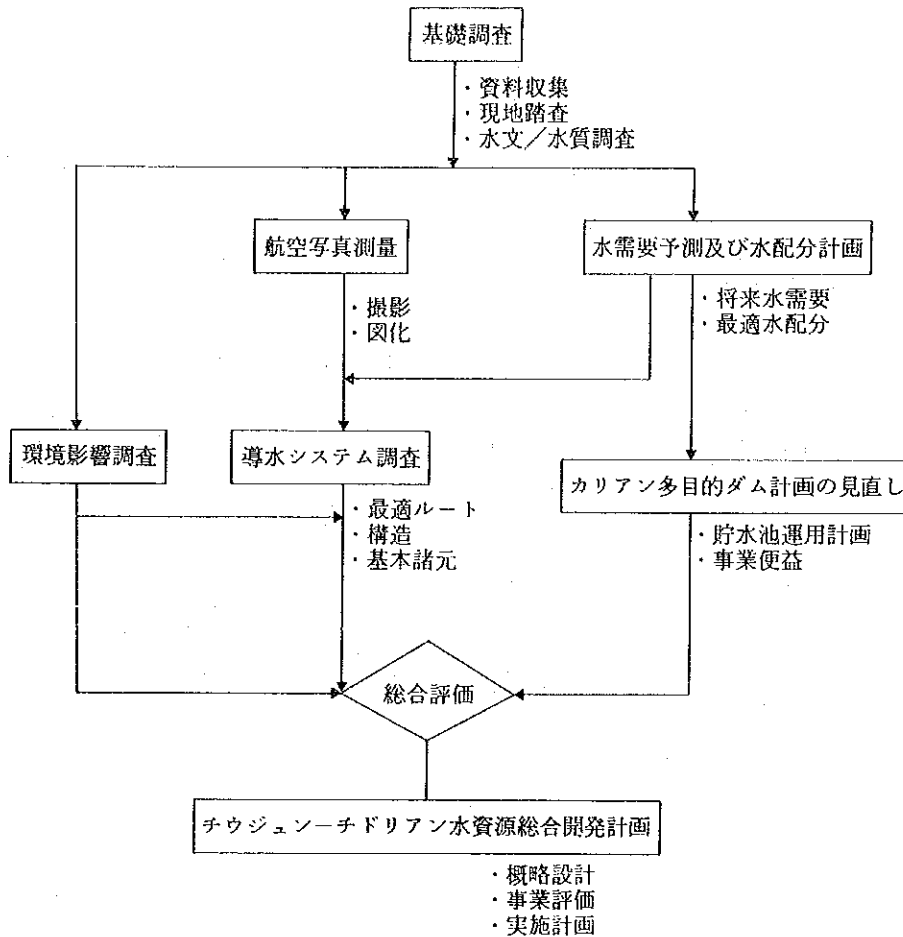 基礎調査
・資料収集
・現地踏査
・水文／水質調査
航空写真測量
水需要予測及び水配分計画
・撮影
・図化
・将来水需要
・最適水配分
環境影響調査
導水システム調査
カリアン多目的ダム計画の見直し
・最適ルート
・構造
・基本諸元
・貯水池運用計画
・事業便益
総合評価
チウジュンーチドリアン水資源総合開発計画
・概略設計
・事業評価
・実施計画